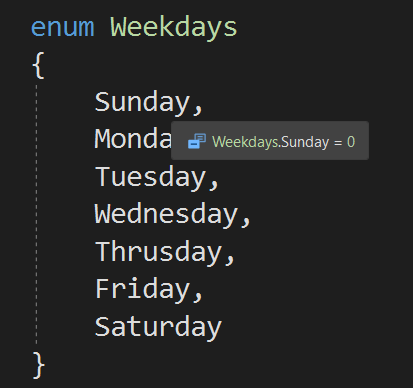 enum Weekdays
{
Sunday,
Monda
Weekdays.Sunday = 0
Tuesday,
Wednesday,
Thrusday,
Friday,
Saturday
}